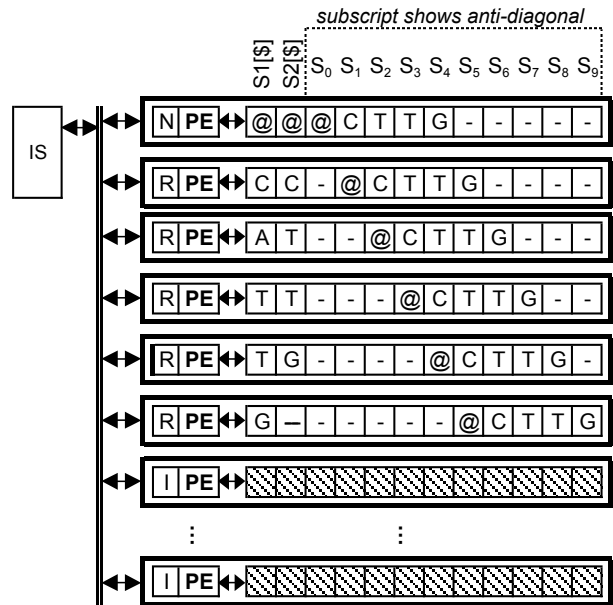 subscript shows anti-diagonal
S1[$] S2[$] S0 S1 S2 S3 S4 S5 S6 S7 S8 S9
IS
N PE @ @ @ C T T G - - - - -
R PE C C - @ C T T G - - - -
R PE A T - - @ C T T G - - -
R PE T T - - - @ C T T G - -
R PE T G - - - - @ C T T G -
R PE G – - - - - - @ C T T G
I PE
⋮ ⋮
I PE